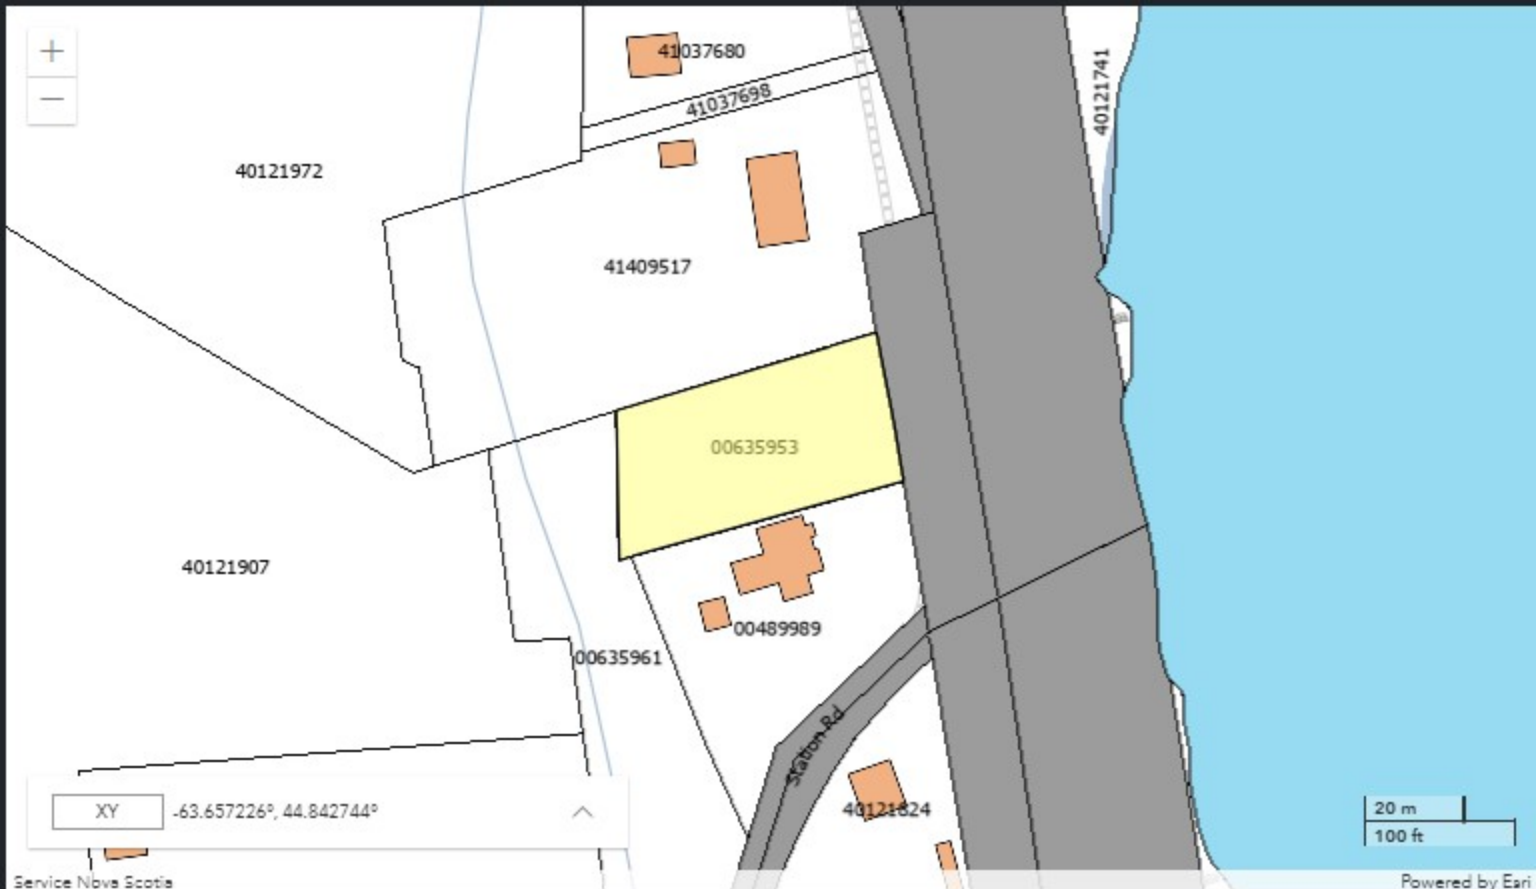 +
41037680
41037698
40121741
−
40121972
41409517
00635953
40121907
00489989
00635961
Station Rd
XY -63.657226°, 44.842744°
40121824
20 m
100 ft
Service Nova Scotia
Powered by Esri